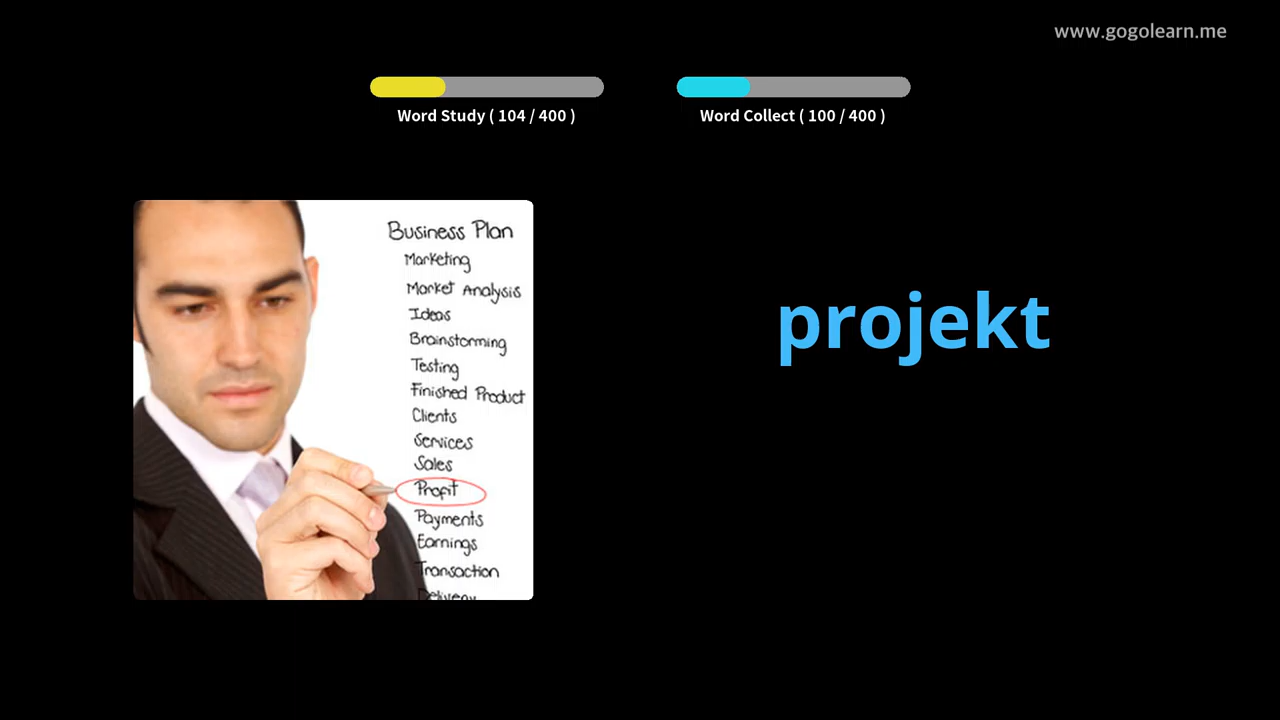 www.gogolearn.me
Word Study ( 104 / 400 )
Word Collect ( 100 / 400 )
Business Plan
Marketing
Market Analysis
Ideas
Brainstorming
Testing
Finished Product
Clients
Services
Sales
Profit
Payments
Earnings
Transaction
Delivery
projekt